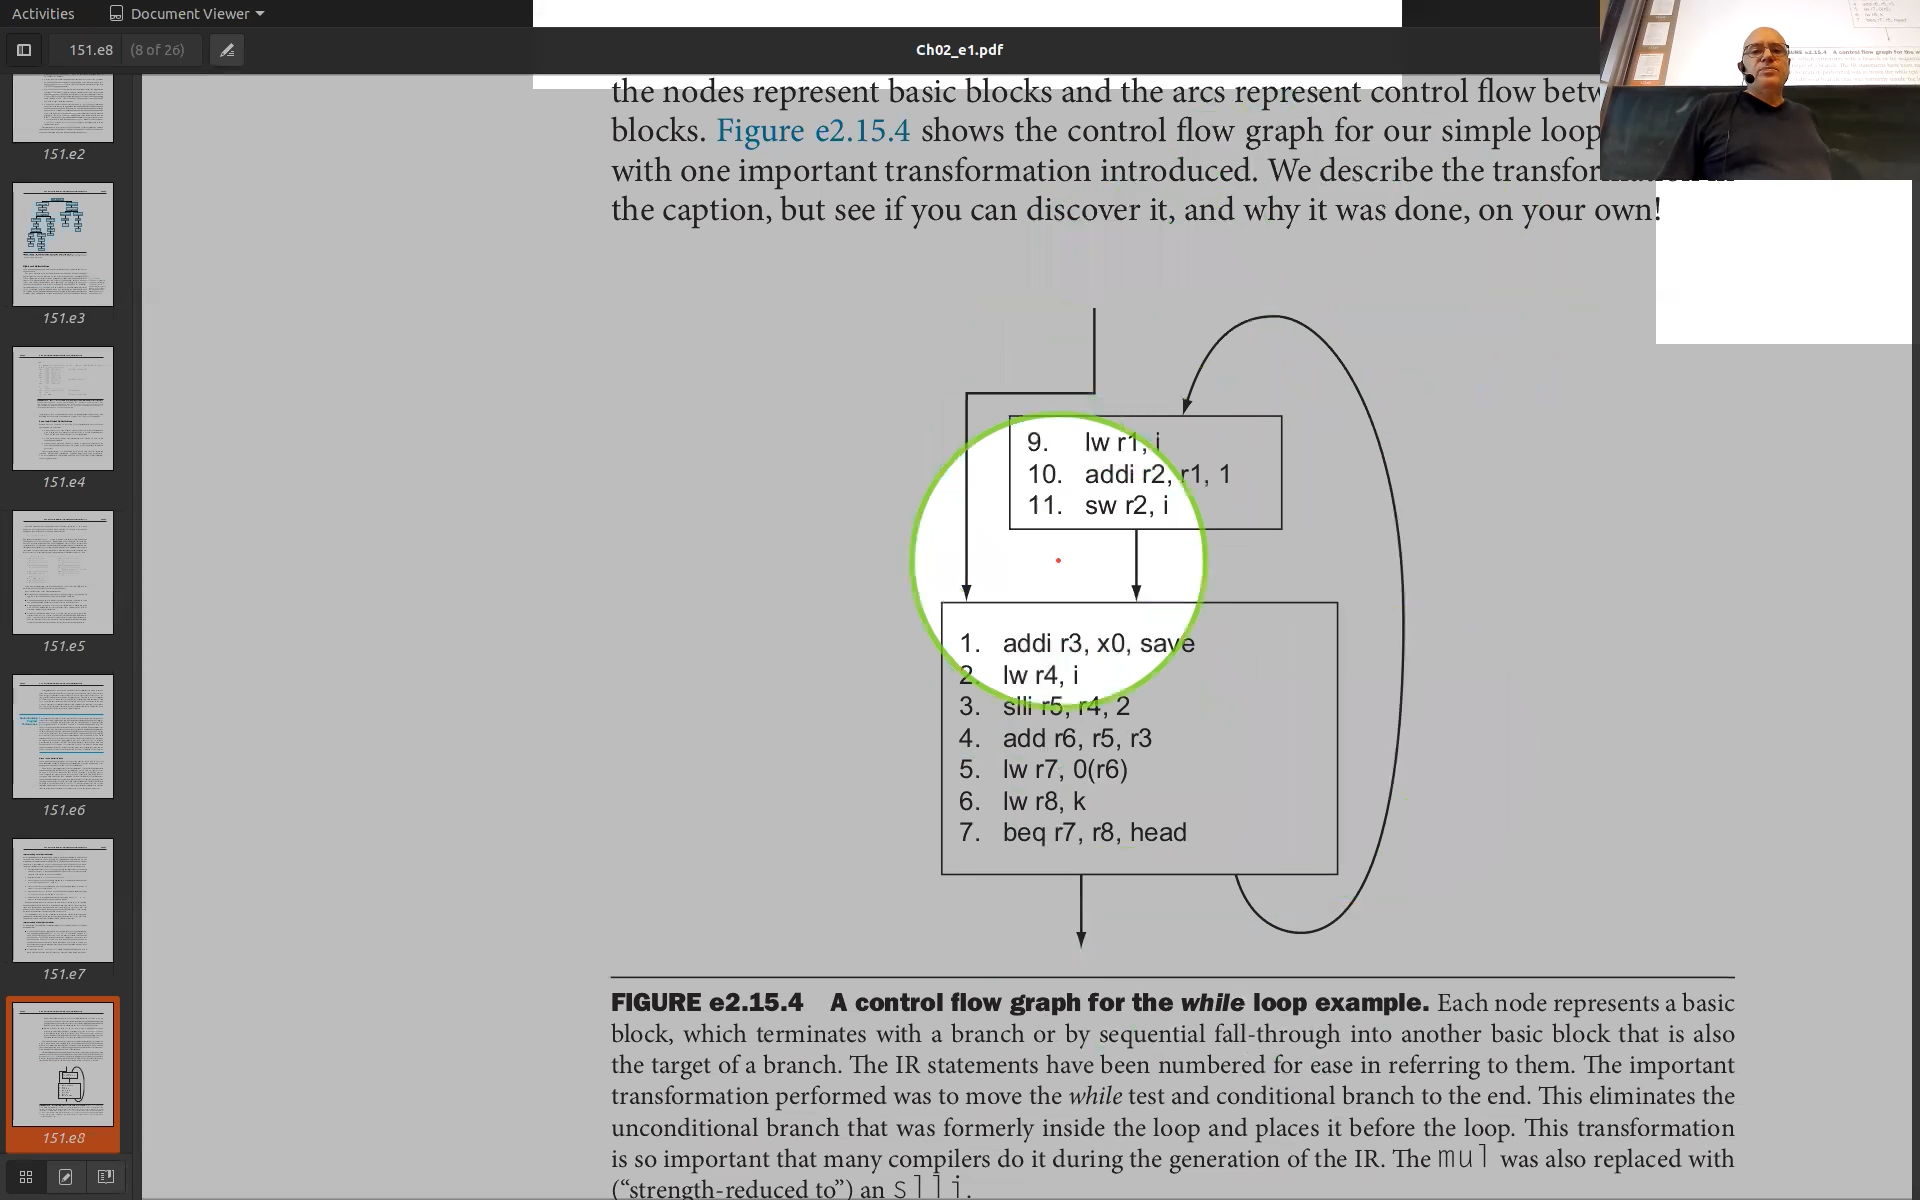 Activities
Document Viewer
151.e8
(8 of 26)
Ch02_e1.pdf
151.e2
151.e3
151.e4
151.e5
151.e6
151.e7
151.e8
the nodes represent basic blocks and the arcs represent control flow
blocks. Figure e2.15.4 shows the control flow graph for our simple loop
with one important transformation introduced. We describe the
the caption, but see if you can discover it, and why it was done, on your own!
9. lw r1, i
10. addi r2, r1, 1
11. sw r2, i
1. addi r3, x0, save
2. lw r4, i
3. slli r5, r4, 2
4. add r6, r5, r3
5. lw r7, 0(r6)
6. lw r8, k
7. beq r7, r8, head
FIGURE e2.15.4 A control flow graph for the while loop example. Each node represents a basic
block, which terminates with a branch or by sequential fall-through into another basic block that is also
the target of a branch. The IR statements have been numbered for ease in referring to them. The important
transformation performed was to move the while test and conditional branch to the end. This eliminates the
unconditional branch that was formerly inside the loop and places it before the loop. This transformation
is so important that many compilers do it during the generation of the IR. The mul was also replaced with
(“strength-reduced to”) an slli.